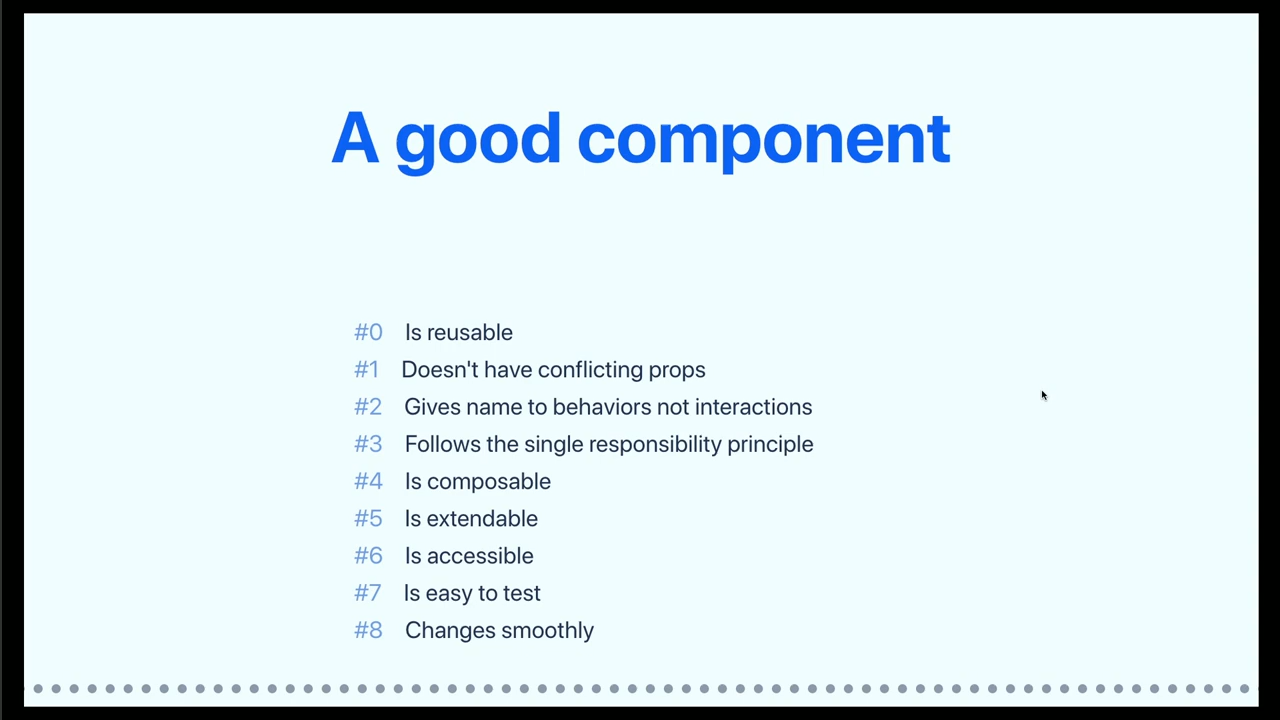 A good component
#0 Is reusable
#1 Doesn't have conflicting props
#2 Gives name to behaviors not interactions
#3 Follows the single responsibility principle
#4 Is composable
#5 Is extendable
#6 Is accessible
#7 Is easy to test
#8 Changes smoothly